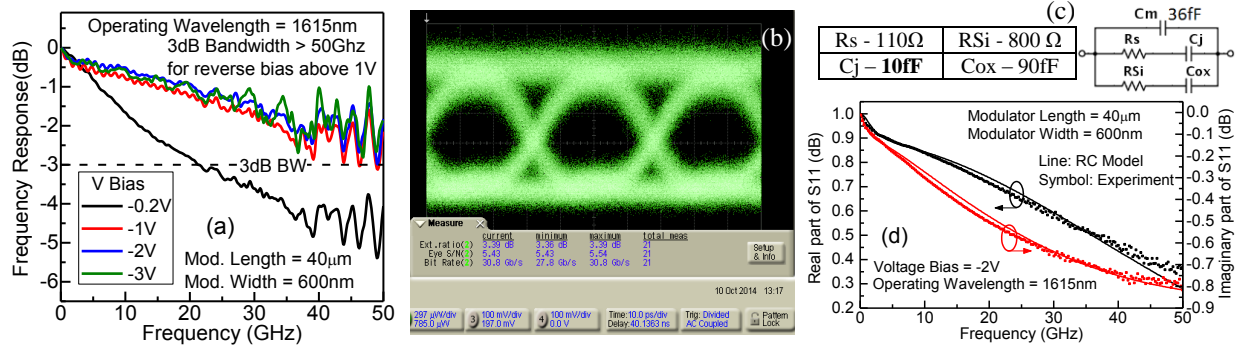 Operating Wavelength = 1615nm
3dB Bandwidth > 50Ghz
for reverse bias above 1V
Frequency Response(dB)
0
-1
-2
-3
-4
-5
-6
3dB BW
V Bias
-0.2V
-1V
-2V
-3V
(a)
Mod. Length = 40μm
Mod. Width = 600nm
0 10 20 30 40 50
Frequency (GHz)
(b)
Measure
current minimum maximum total meas
Ext.ratio(2) 3.39 dB 3.36 dB 3.39 dB 21
Eye S/N(2) 5.43 5.43 5.54 21
Bit Rate(2) 30.8 Gb/s 27.8 Gb/s 30.8 Gb/s 21
Setup
& Info
10 Oct 2014 13:17
297 μW/div
785.0 μW
3) 100 mV/div
197.0 mV
4) 100 mV/div
0.0 V
Time:10.0 ps/div
Delay:40.1363 ns
Trig: Divided
AC Coupled
Pattern
Lock
(c)
Rs - 110Ω RSi - 800 Ω
Cj – 10fF Cox – 90fF
Cm 36fF
Rs Cj
RSi Cox
Real part of S11 (dB)
1.0
0.9
0.8
0.7
0.6
0.5
0.4
0.3
0.2
Modulator Length = 40μm
Modulator Width = 600nm
Line: RC Model
Symbol: Experiment
(d)
Voltage Bias = -2V
Operating Wavelength = 1615nm
0 10 20 30 40 50
Frequency (GHz)
0.0
-0.1
-0.2
-0.3
-0.4
-0.5
-0.6
-0.7
-0.8
-0.9
Imaginary part of S11 (dB)